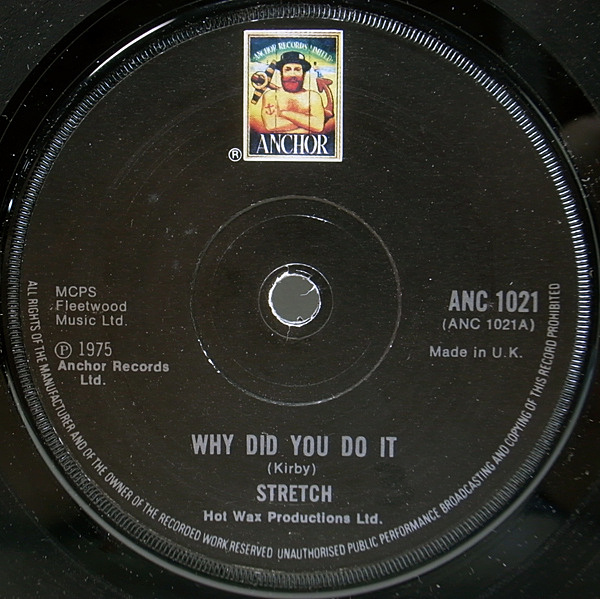 ANCHOR RECORDS LIMITED
ANCHOR
®
MCPS
Fleetwood
Music Ltd.
℗ 1975
Anchor Records
Ltd.
ANC 1021
(ANC 1021A)
Made in U.K.
WHY DID YOU DO IT
(Kirby)
STRETCH
Hot Wax Productions Ltd.
ALL RIGHTS OF THE MANUFACTURER AND OF THE OWNER OF THE RECORDED WORK RESERVED UNAUTHORISED PUBLIC PERFORMANCE BROADCASTING AND COPYING OF THIS RECORD PROHIBITED